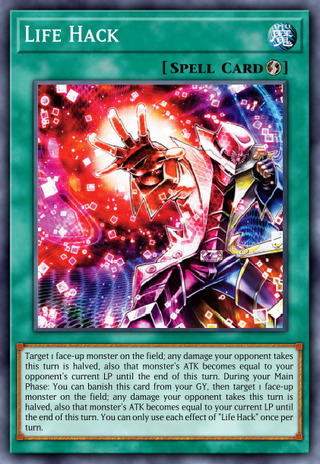 Life Hack
魔
[Spell Card]
Target 1 face-up monster on the field; any damage your opponent takes
this turn is halved, also that monster's ATK becomes equal to your
opponent's current LP until the end of this turn. During your Main
Phase: You can banish this card from your GY, then target 1 face-up
monster on the field; any damage your opponent takes this turn is
halved, also that monster's ATK becomes equal to your current LP until
the end of this turn. You can only use each effect of "Life Hack" once per
turn.